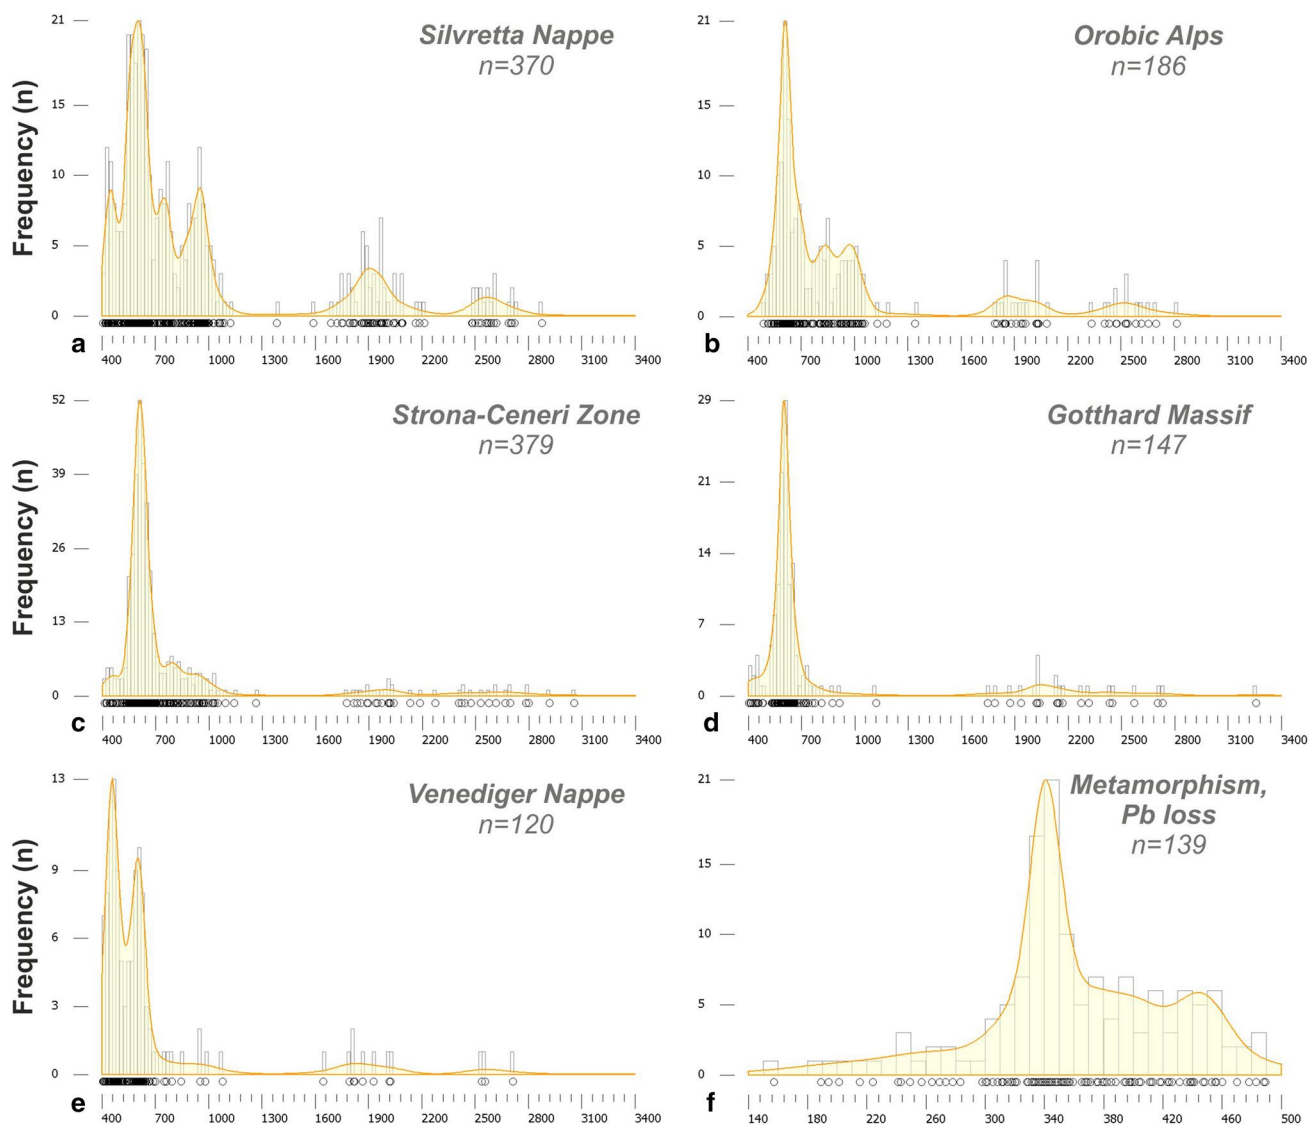 Silvretta Nappe
n=370
Frequency (n)
21
15
10
5
0
a
400 700 1000 1300 1600 1900 2200 2500 2800 3100 3400
Orobic Alps
n=186
21
15
10
5
0
b
400 700 1000 1300 1600 1900 2200 2500 2800 3100 3400
Strona-Ceneri Zone
n=379
Frequency (n)
52
39
26
13
0
c
400 700 1000 1300 1600 1900 2200 2500 2800 3100 3400
Gotthard Massif
n=147
29
21
14
7
0
d
400 700 1000 1300 1600 1900 2200 2500 2800 3100 3400
Venediger Nappe
n=120
Frequency (n)
13
9
6
3
0
e
400 700 1000 1300 1600 1900 2200 2500 2800 3100 3400
Metamorphism,
Pb loss
n=139
21
15
10
5
0
f
140 180 220 260 300 340 380 420 460 500